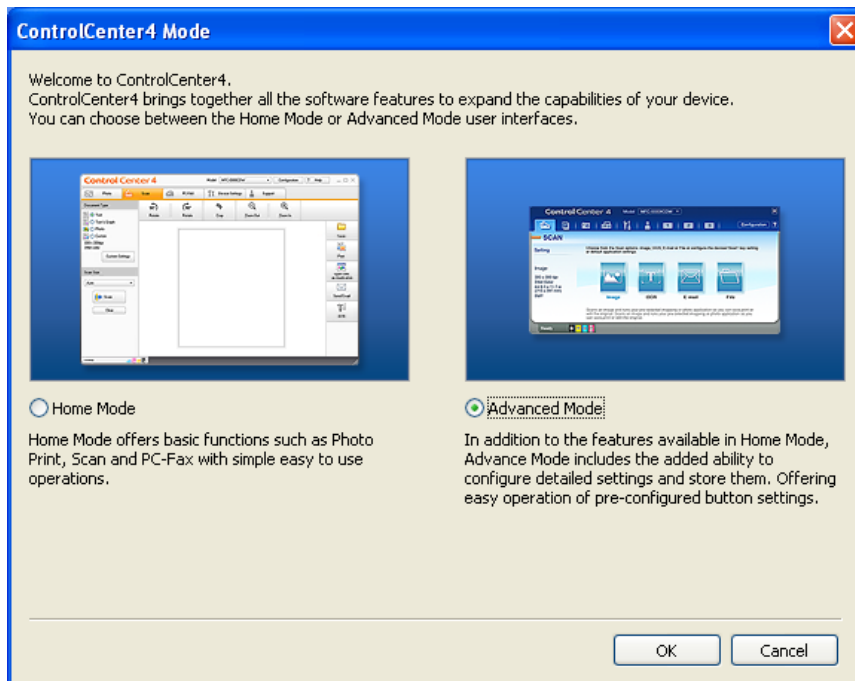 ControlCenter4 Mode
Welcome to ControlCenter4.
ControlCenter4 brings together all the software features to expand the capabilities of your device.
You can choose between the Home Mode or Advanced Mode user interfaces.
Control Center 4
Control Center 4
SCAN
Image
OCR
E-mail
File
Home Mode
Home Mode offers basic functions such as Photo
Print, Scan and PC-Fax with simple easy to use
operations.
Advanced Mode
In addition to the features available in Home Mode,
Advance Mode includes the added ability to
configure detailed settings and store them. Offering
easy operation of pre-configured button settings.
OK
Cancel